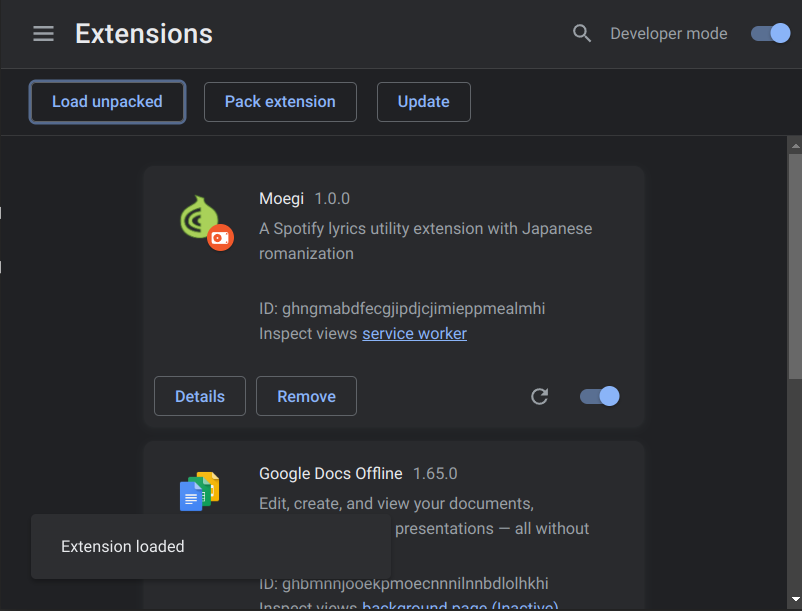 Extensions
Developer mode
Load unpacked
Pack extension
Update
Moegi 1.0.0
A Spotify lyrics utility extension with Japanese
romanization
ID: ghngmabdfecgjipdjcjimieppmealmhi
Inspect views service worker
Details
Remove
Google Docs Offline 1.65.0
Edit, create, and view your documents,
presentations — all without
Extension loaded
ID: ghbmnnjooekpmoecnnnilnnbdlolhkhi
Inspect views background page (Inactive)